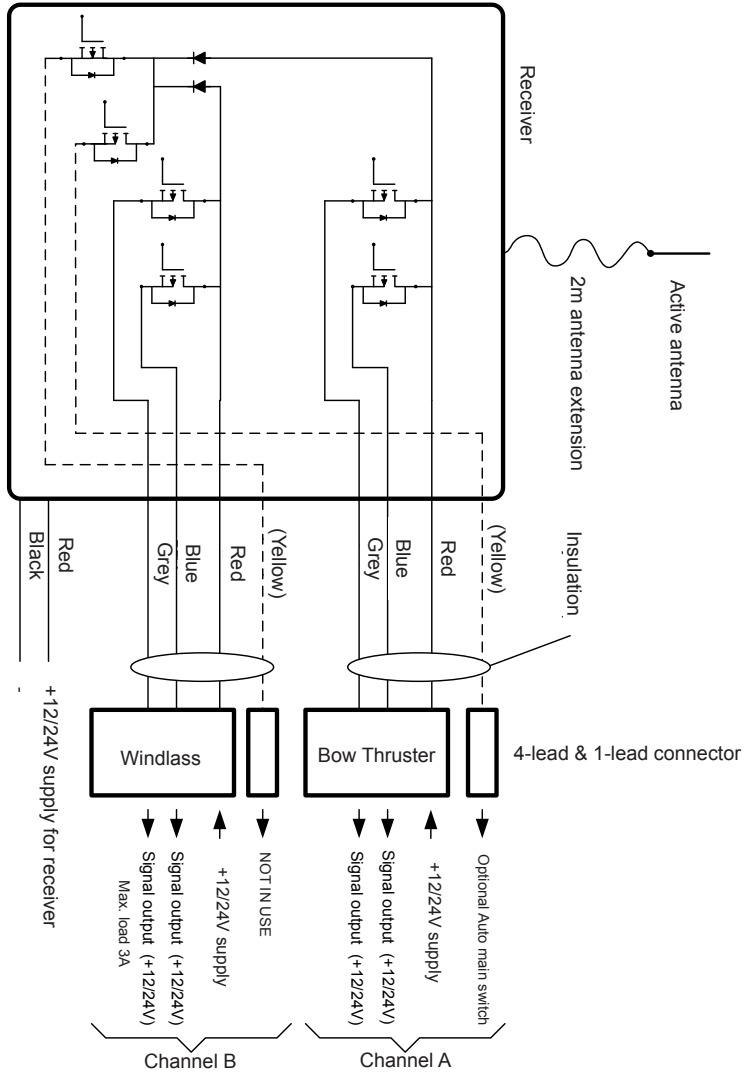 Receiver
2m antenna extension
Active antenna
Insulation
(Yellow)
Red
Blue
Grey
(Yellow)
Red
Blue
Grey
Red
Black
4-lead & 1-lead connector
Bow Thruster
Windlass
Optional Auto main switch
+12/24V supply
Signal output (+12/24V)
Signal output (+12/24V)
NOT IN USE
+12/24V supply
Signal output (+12/24V)
Signal output (+12/24V)
Max. load 3A
+12/24V supply for receiver
-
Channel A
Channel B